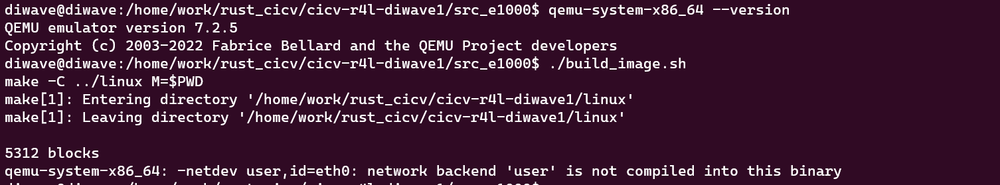 diwave@diwave:/home/work/rust_cicv/cicv-r4l-diwave1/src_e1000$ qemu-system-x86_64 --version
QEMU emulator version 7.2.5
Copyright (c) 2003-2022 Fabrice Bellard and the QEMU Project developers
diwave@diwave:/home/work/rust_cicv/cicv-r4l-diwave1/src_e1000$ ./build_image.sh
make -C ../linux M=$PWD
make[1]: Entering directory '/home/work/rust_cicv/cicv-r4l-diwave1/linux'
make[1]: Leaving directory '/home/work/rust_cicv/cicv-r4l-diwave1/linux'
5312 blocks
qemu-system-x86_64: -netdev user,id=eth0: network backend 'user' is not compiled into this binary